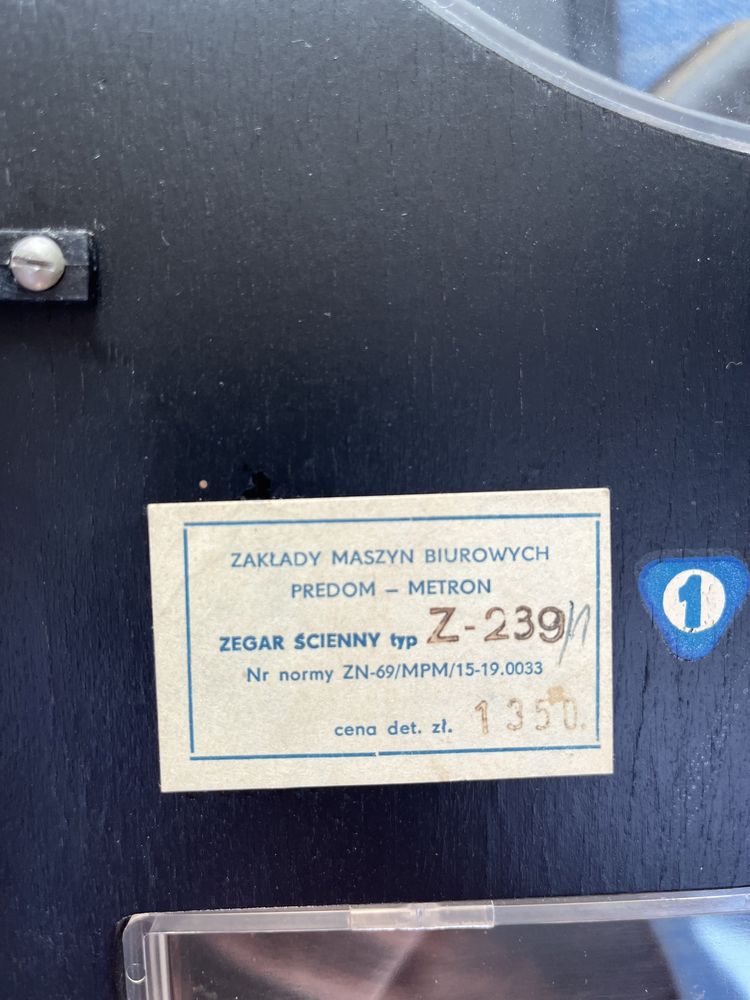 ZAKŁADY MASZYN BIUROWYCH
PREDOM – METRON
ZEGAR ŚCIENNY typ Z-239/1
Nr normy ZN-69/MPM/15-19.0033
cena det. zł. 1350.
1